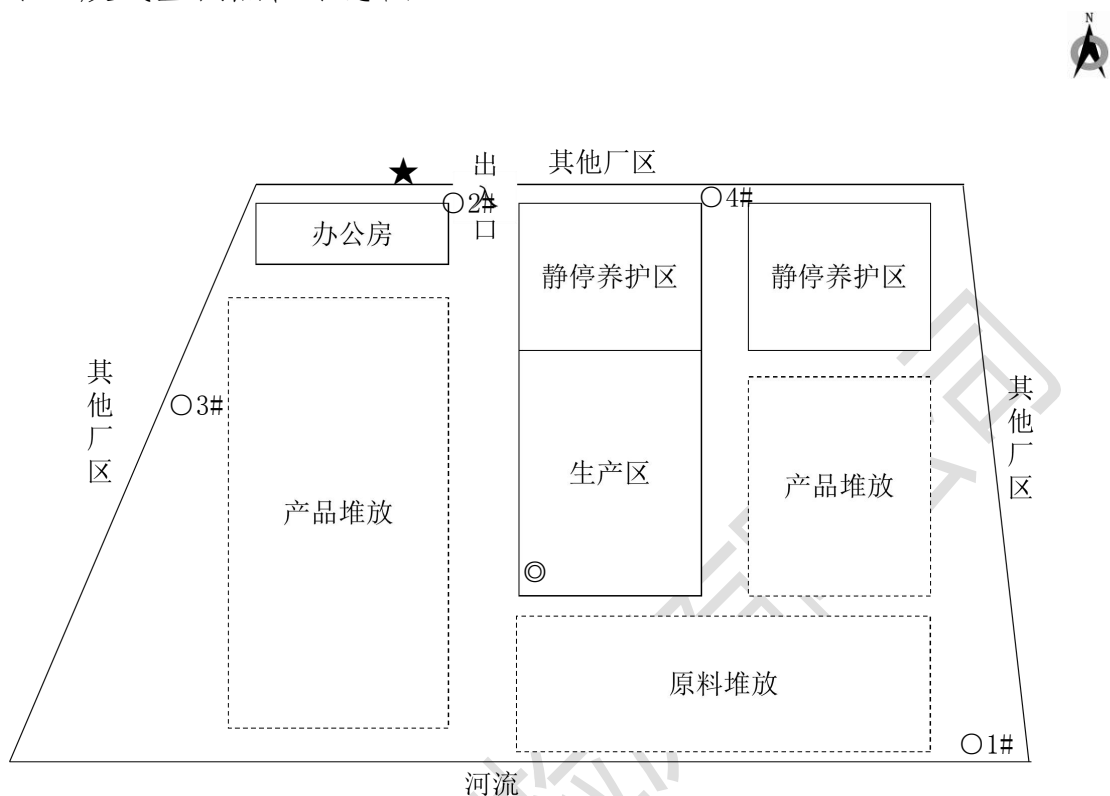 N
出入口
其他厂区
★
○2#
○4#
办公房
静停养护区
静停养护区
其他厂区
○3#
其他厂区
生产区
产品堆放
产品堆放
◎
原料堆放
○1#
河流